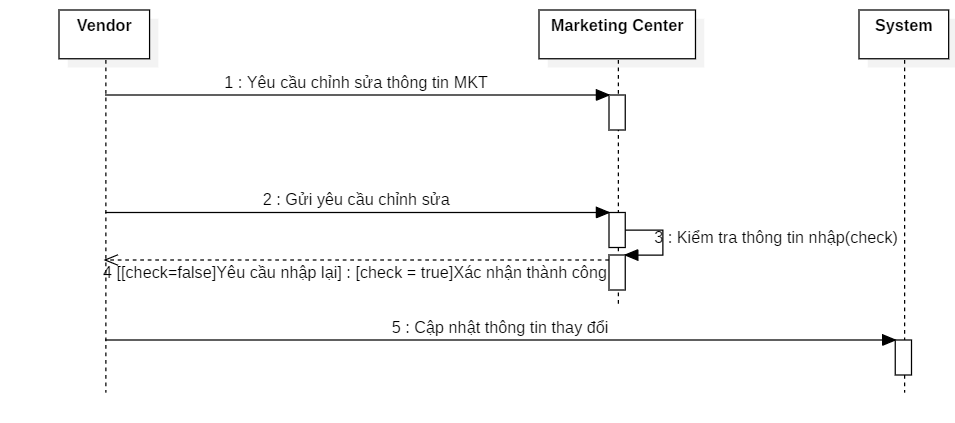 Vendor
Marketing Center
System
1 : Yêu cầu chỉnh sửa thông tin MKT
2 : Gửi yêu cầu chỉnh sửa
3 : Kiểm tra thông tin nhập(check)
4 [[check=false]Yêu cầu nhập lại] : [check = true]Xác nhận thành công
5 : Cập nhật thông tin thay đổi